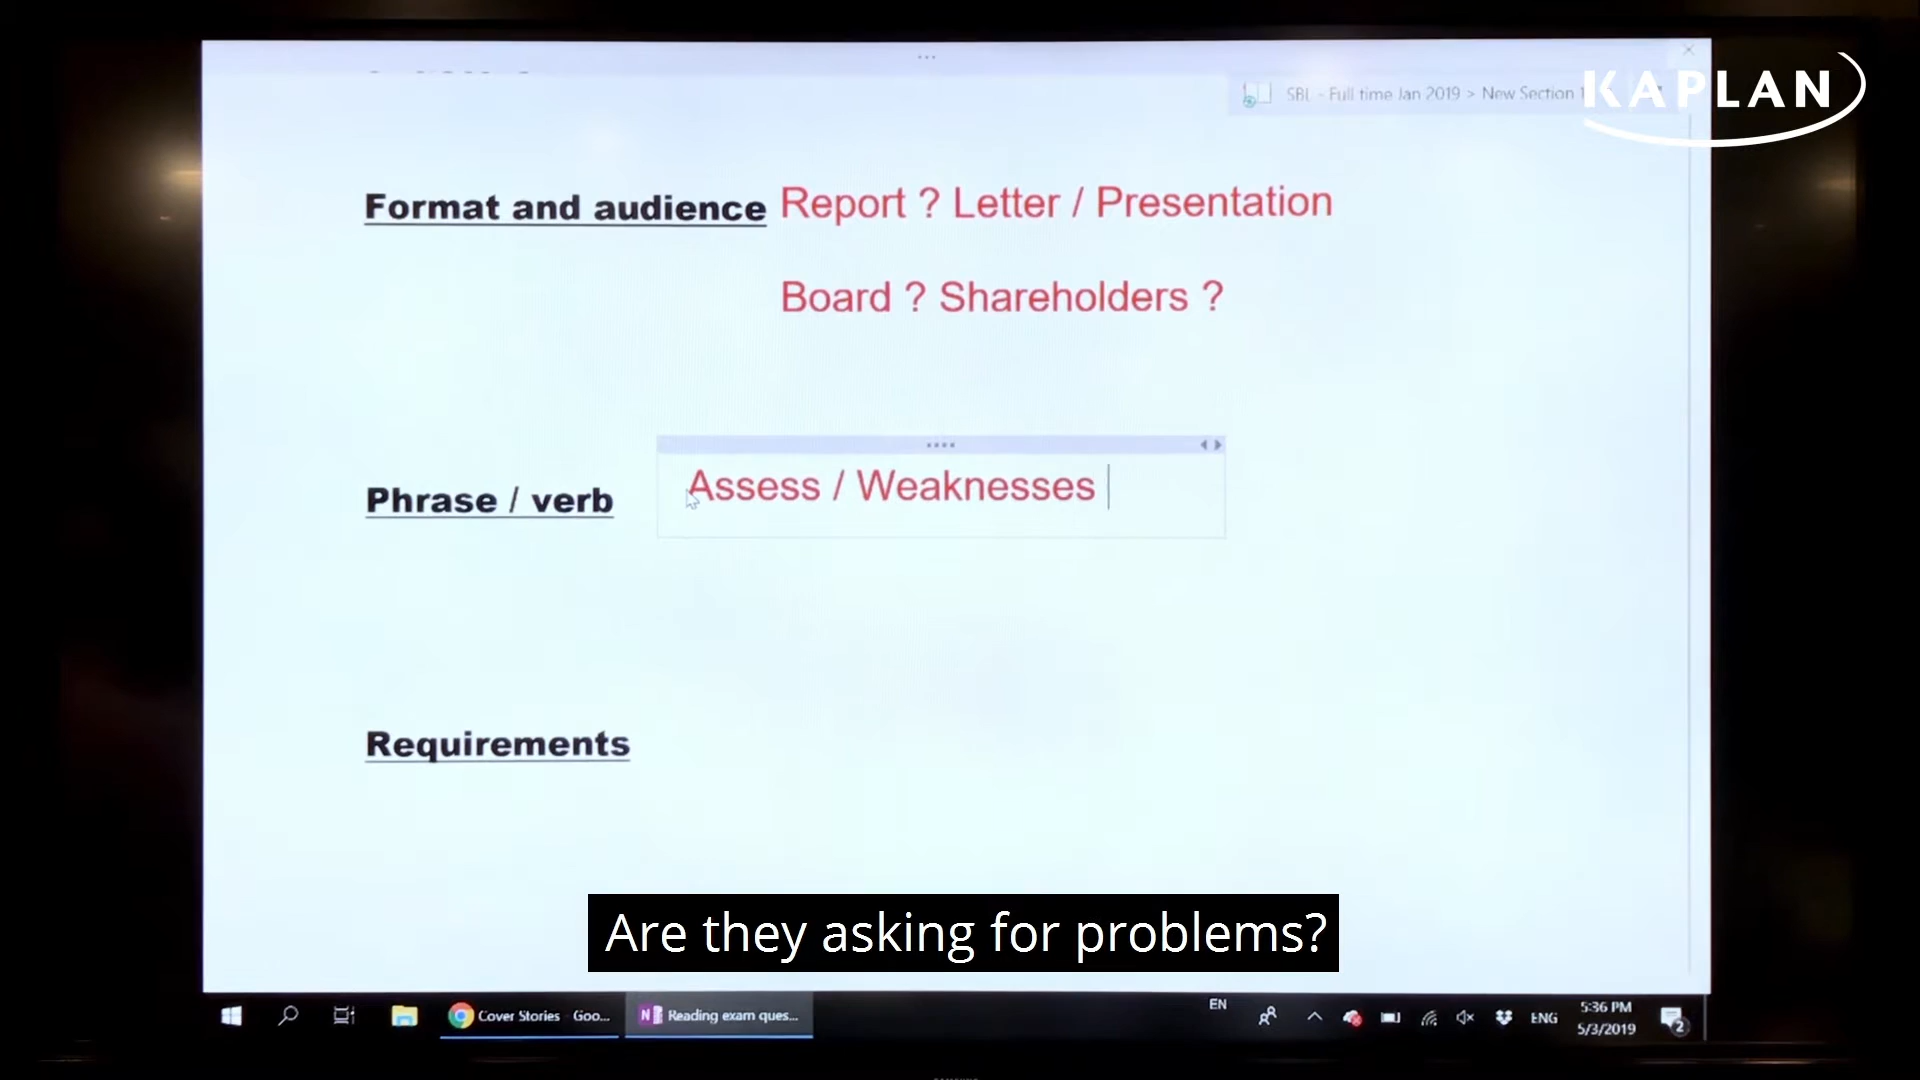 KAPLAN
SBL - Full time Jan 2019 > New Section 1
Format and audience Report ? Letter / Presentation
Board ? Shareholders ?
Phrase / verb Assess / Weaknesses
Requirements
Are they asking for problems?
Cover Stories - Goo...
Reading exam ques...
EN
ENG
5:36 PM
5/3/2019
2